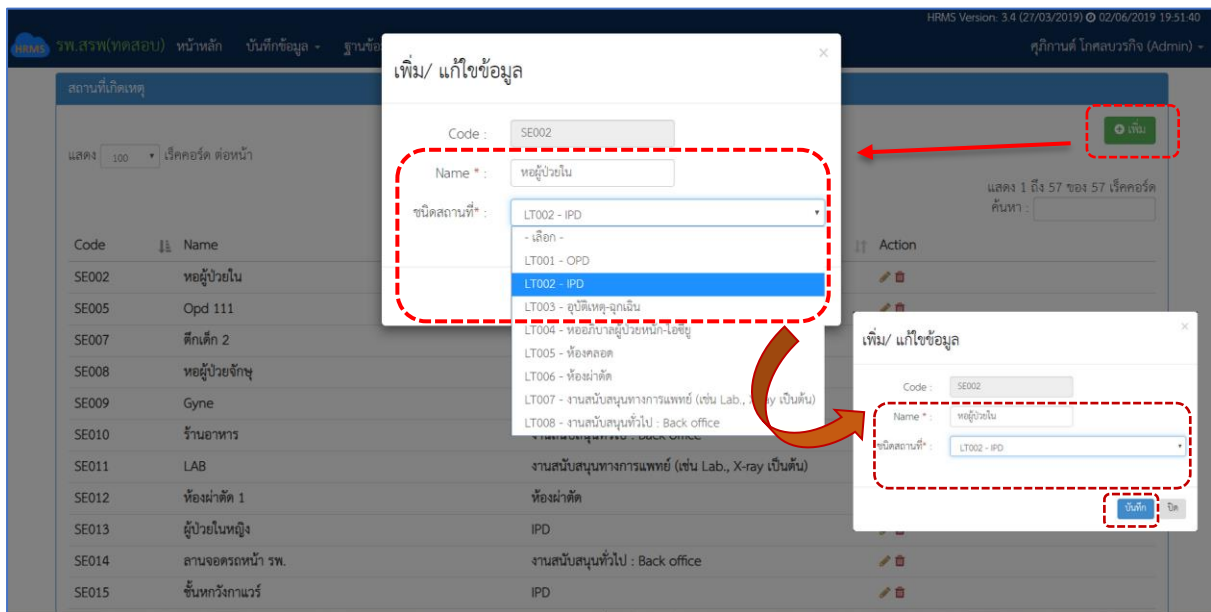 HRMS Version: 3.4 (27/03/2019) 02/06/2019 19:51:40
HRMS รพ.สรพ(ทดสอบ) หน้าหลัก บันทึกข้อมูล ฐานข้อ
ศุภิกานต์ โกศลบวรกิจ (Admin)
สถานที่เกิดเหตุ
เพิ่ม
แสดง 100 เร็คคอร์ด ต่อหน้า
แสดง 1 ถึง 57 ของ 57 เร็คคอร์ด
ค้นหา :
เพิ่ม/ แก้ไขข้อมูล
×
Code : SE002
Name * : หอผู้ป่วยใน
ชนิดสถานที่* : LT002 - IPD
- เลือก -
LT001 - OPD
LT002 - IPD
LT003 - อุบัติเหตุ-ฉุกเฉิน
LT004 - หออภิบาลผู้ป่วยหนัก-ไอซียู
LT005 - ห้องคลอด
LT006 - ห้องผ่าตัด
LT007 - งานสนับสนุนทางการแพทย์ (เช่น Lab., X-ray เป็นต้น)
LT008 - งานสนับสนุนทั่วไป : Back office
Code Name Action
SE002 หอผู้ป่วยใน
SE005 Opd 111
SE007 ตึกเด็ก 2
SE008 หอผู้ป่วยจักษุ
SE009 Gyne
SE010 ร้านอาหาร งานสนับสนุนทั่วไป : Back office
SE011 LAB งานสนับสนุนทางการแพทย์ (เช่น Lab., X-ray เป็นต้น)
SE012 ห้องผ่าตัด 1 ห้องผ่าตัด
SE013 ผู้ป่วยในหญิง IPD
SE014 ลานจอดรถหน้า รพ. งานสนับสนุนทั่วไป : Back office
SE015 ชั้นหกวังกาแวร์ IPD
เพิ่ม/ แก้ไขข้อมูล
×
Code : SE002
Name * : หอผู้ป่วยใน
ชนิดสถานที่* : LT002 - IPD
บันทึก ปิด